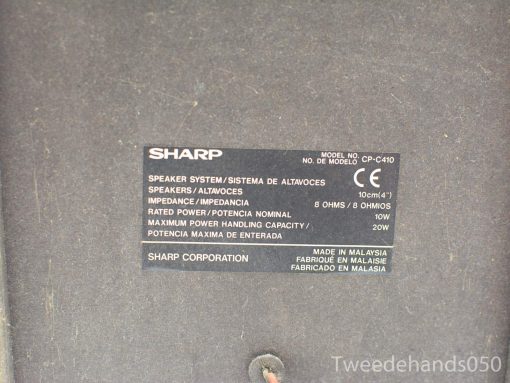 SHARP
MODEL NO.
NO. DE MODELO CP-C410
SPEAKER SYSTEM/SISTEMA DE ALTAVOCES CE
SPEAKERS/ALTAVOCES 10cm(4")
IMPEDANCE/IMPEDANCIA 8 OHMS / 8 OHMIOS
RATED POWER/POTENCIA NOMINAL 10W
MAXIMUM POWER HANDLING CAPACITY/ 20W
POTENCIA MAXIMA DE ENTERADA
SHARP CORPORATION
MADE IN MALAYSIA
FABRIQUÉ EN MALAISIE
FABRICADO EN MALASIA
Tweedehands050